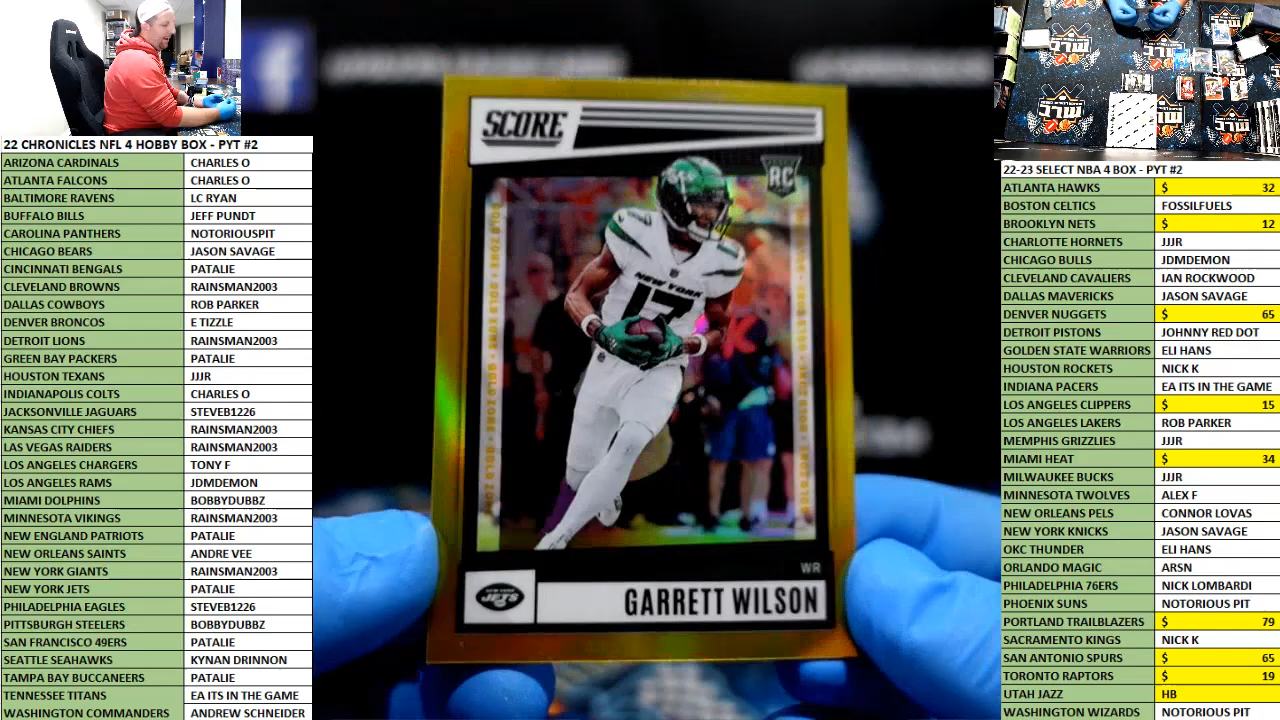 22 CHRONICLES NFL 4 HOBBY BOX - PYT #2
ARIZONA CARDINALS CHARLES O
ATLANTA FALCONS CHARLES O
BALTIMORE RAVENS LC RYAN
BUFFALO BILLS JEFF PUNDT
CAROLINA PANTHERS NOTORIOUSPIT
CHICAGO BEARS JASON SAVAGE
CINCINNATI BENGALS PATALIE
CLEVELAND BROWNS RAINSMAN2003
DALLAS COWBOYS ROB PARKER
DENVER BRONCOS E TIZZLE
DETROIT LIONS RAINSMAN2003
GREEN BAY PACKERS PATALIE
HOUSTON TEXANS JJJR
INDIANAPOLIS COLTS CHARLES O
JACKSONVILLE JAGUARS STEVEB1226
KANSAS CITY CHIEFS RAINSMAN2003
LAS VEGAS RAIDERS RAINSMAN2003
LOS ANGELES CHARGERS TONY F
LOS ANGELES RAMS JDMDEMON
MIAMI DOLPHINS BOBBYDUBBZ
MINNESOTA VIKINGS RAINSMAN2003
NEW ENGLAND PATRIOTS PATALIE
NEW ORLEANS SAINTS ANDRE VEE
NEW YORK GIANTS RAINSMAN2003
NEW YORK JETS PATALIE
PHILADELPHIA EAGLES STEVEB1226
PITTSBURGH STEELERS BOBBYDUBBZ
SAN FRANCISCO 49ERS PATALIE
SEATTLE SEAHAWKS KYNAN DRINNON
TAMPA BAY BUCCANEERS PATALIE
TENNESSEE TITANS EA ITS IN THE GAME
WASHINGTON COMMANDERS ANDREW SCHNEIDER
SCORE
RC
GOLD ZONE • GOLD ZONE • GOLD ZONE • GOLD ZONE
NEW YORK
17
WR
JETS
GARRETT WILSON
22-23 SELECT NBA 4 BOX - PYT #2
ATLANTA HAWKS $ 32
BOSTON CELTICS FOSSILFUELS
BROOKLYN NETS $ 12
CHARLOTTE HORNETS JJJR
CHICAGO BULLS JDMDEMON
CLEVELAND CAVALIERS IAN ROCKWOOD
DALLAS MAVERICKS JASON SAVAGE
DENVER NUGGETS $ 65
DETROIT PISTONS JOHNNY RED DOT
GOLDEN STATE WARRIORS ELI HANS
HOUSTON ROCKETS NICK K
INDIANA PACERS EA ITS IN THE GAME
LOS ANGELES CLIPPERS $ 15
LOS ANGELES LAKERS ROB PARKER
MEMPHIS GRIZZLIES JJJR
MIAMI HEAT $ 34
MILWAUKEE BUCKS JJJR
MINNESOTA TWOLVES ALEX F
NEW ORLEANS PELS CONNOR LOVAS
NEW YORK KNICKS JASON SAVAGE
OKC THUNDER ELI HANS
ORLANDO MAGIC ARSN
PHILADELPHIA 76ERS NICK LOMBARDI
PHOENIX SUNS NOTORIOUS PIT
PORTLAND TRAILBLAZERS $ 79
SACRAMENTO KINGS NICK K
SAN ANTONIO SPURS $ 65
TORONTO RAPTORS $ 19
UTAH JAZZ HB
WASHINGTON WIZARDS NOTORIOUS PIT